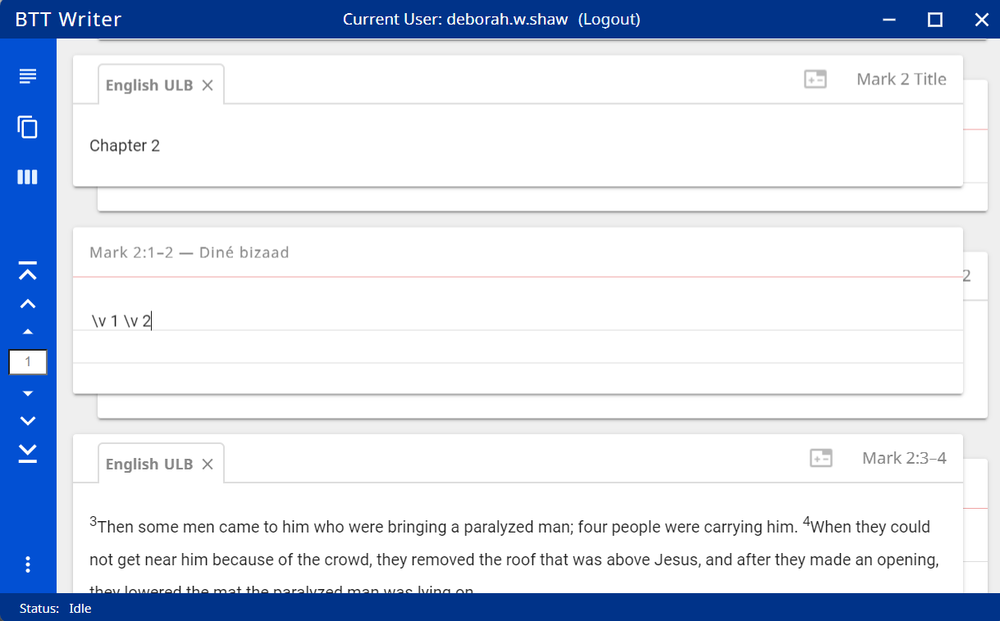 BTT Writer
Current User: deborah.w.shaw (Logout)
English ULB
Mark 2 Title
Chapter 2
Mark 2:1–2 — Diné bizaad
2
\v 1 \v 2
1
English ULB
Mark 2:3–4
3Then some men came to him who were bringing a paralyzed man; four people were carrying him. 4When they could
not get near him because of the crowd, they removed the roof that was above Jesus, and after they made an opening,
they lowered the mat the paralyzed man was lying on.
Status: Idle